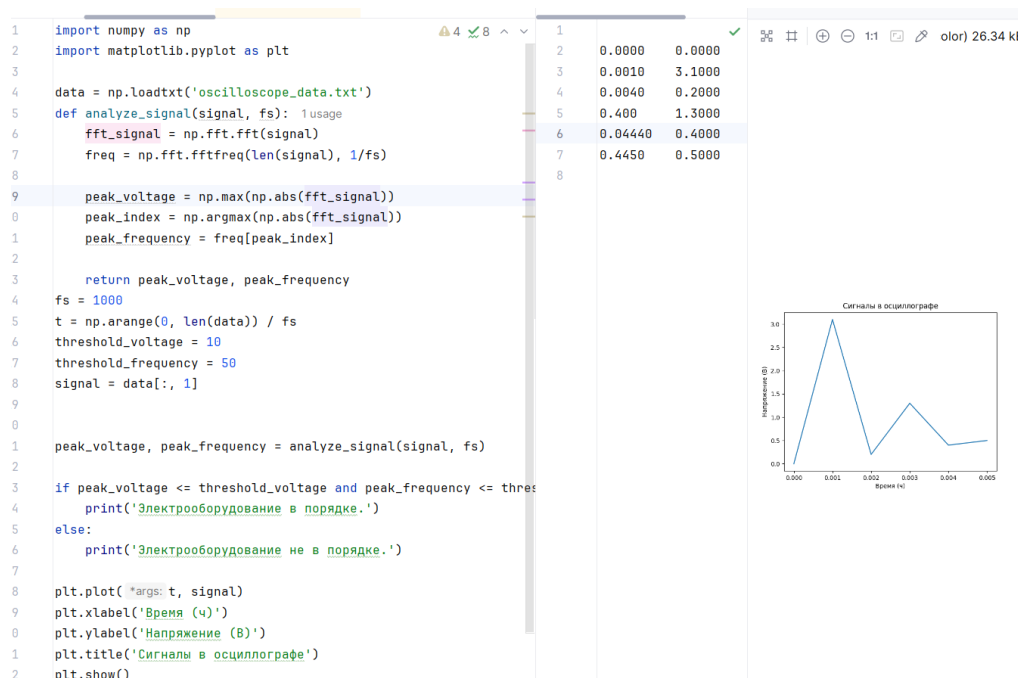 1 import numpy as np 4 8
2 import matplotlib.pyplot as plt
3
4 data = np.loadtxt('oscilloscope_data.txt')
5 def analyze_signal(signal, fs): 1 usage
6 fft_signal = np.fft.fft(signal)
7 freq = np.fft.fftfreq(len(signal), 1/fs)
8
9 peak_voltage = np.max(np.abs(fft_signal))
0 peak_index = np.argmax(np.abs(fft_signal))
1 peak_frequency = freq[peak_index]
2
3 return peak_voltage, peak_frequency
4 fs = 1000
5 t = np.arange(0, len(data)) / fs
6 threshold_voltage = 10
7 threshold_frequency = 50
8 signal = data[:, 1]
9
0
1 peak_voltage, peak_frequency = analyze_signal(signal, fs)
2
3 if peak_voltage <= threshold_voltage and peak_frequency <= thres
4 print('Электрооборудование в порядке.')
5 else:
6 print('Электрооборудование не в порядке.')
7
8 plt.plot( *args: t, signal)
9 plt.xlabel('Время (ч)')
0 plt.ylabel('Напряжение (В)')
1 plt.title('Сигналы в осциллографе')
2 plt.show()
1
2 0.0000 0.0000
3 0.0010 3.1000
4 0.0040 0.2000
5 0.400 1.3000
6 0.04440 0.4000
7 0.4450 0.5000
8
1:1 olor) 26.34 kl
Сигналы в осциллографе
3.0
2.5
2.0
1.5
1.0
0.5
0.0
Напряжение (В)
0.000 0.001 0.002 0.003 0.004 0.005
Время (ч)